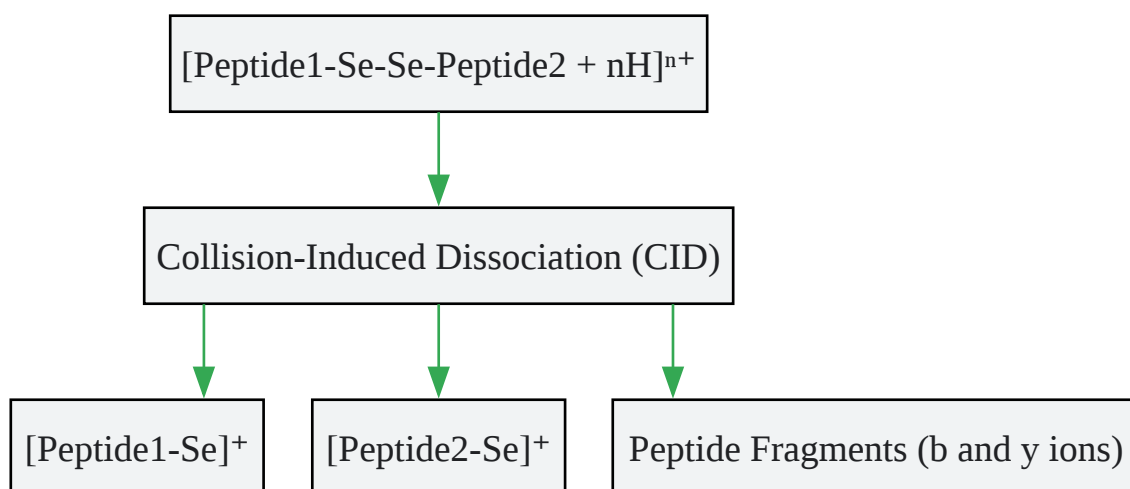 [Peptide1-Se-Se-Peptide2 + nH]ⁿ⁺
Collision-Induced Dissociation (CID)
[Peptide1-Se]⁺
[Peptide2-Se]⁺
Peptide Fragments (b and y ions)